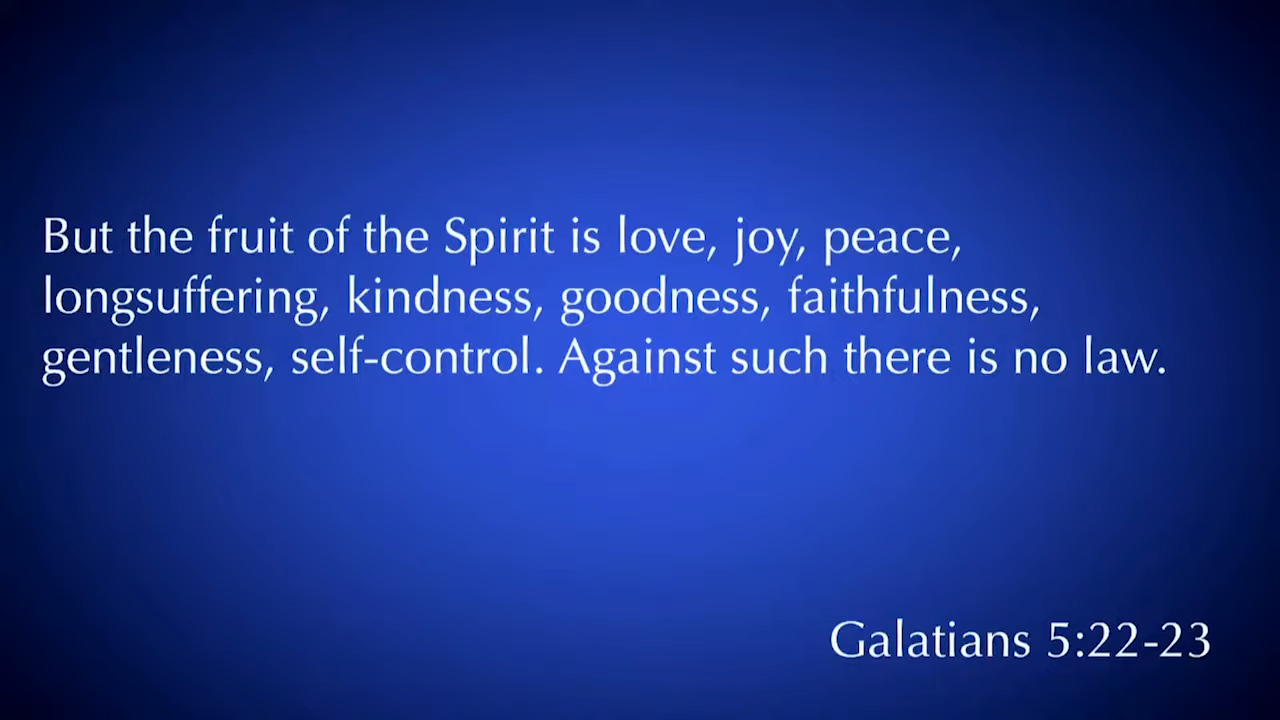 But the fruit of the Spirit is love, joy, peace,
longsuffering, kindness, goodness, faithfulness,
gentleness, self-control. Against such there is no law.
Galatians 5:22-23